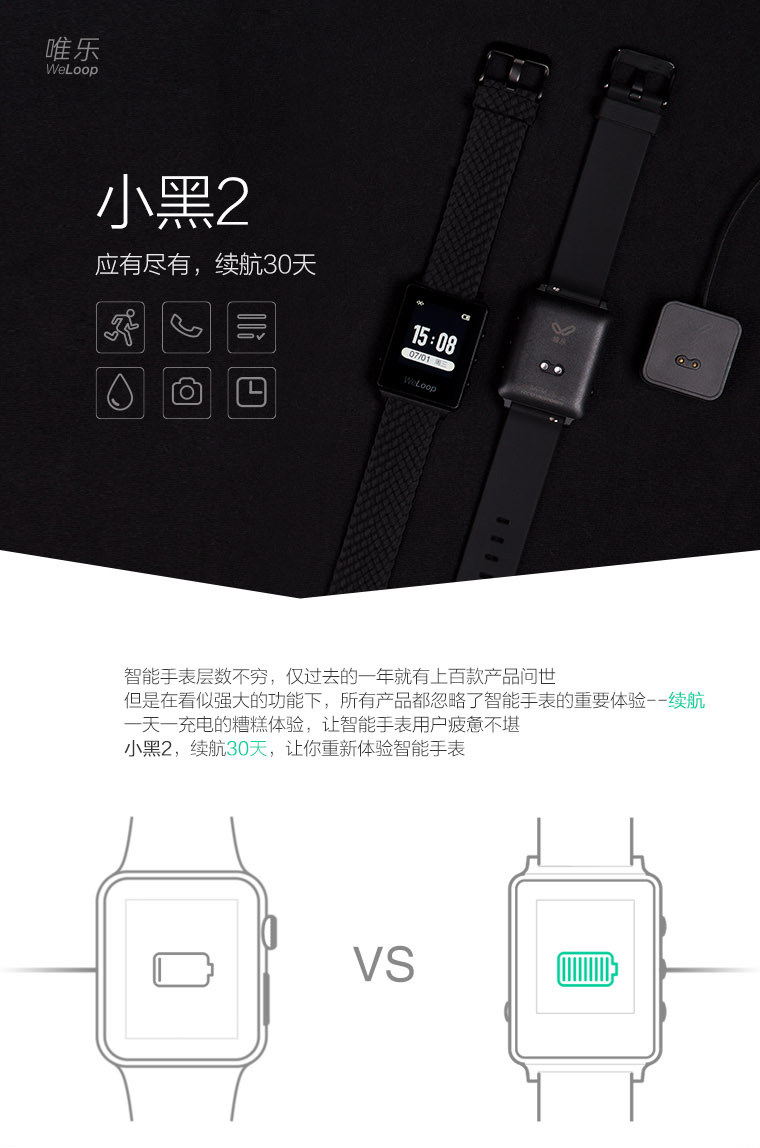 唯乐
WeLoop
小黑2
应有尽有，续航30天
15:08
07/01 周三
WeLoop
唯乐
智能手表层数不穷，仅过去的一年就有上百款产品问世
但是在看似强大的功能下，所有产品都忽略了智能手表的重要体验--续航
一天一充电的糟糕体验，让智能手表用户疲惫不堪
小黑2，续航30天，让你重新体验智能手表
VS